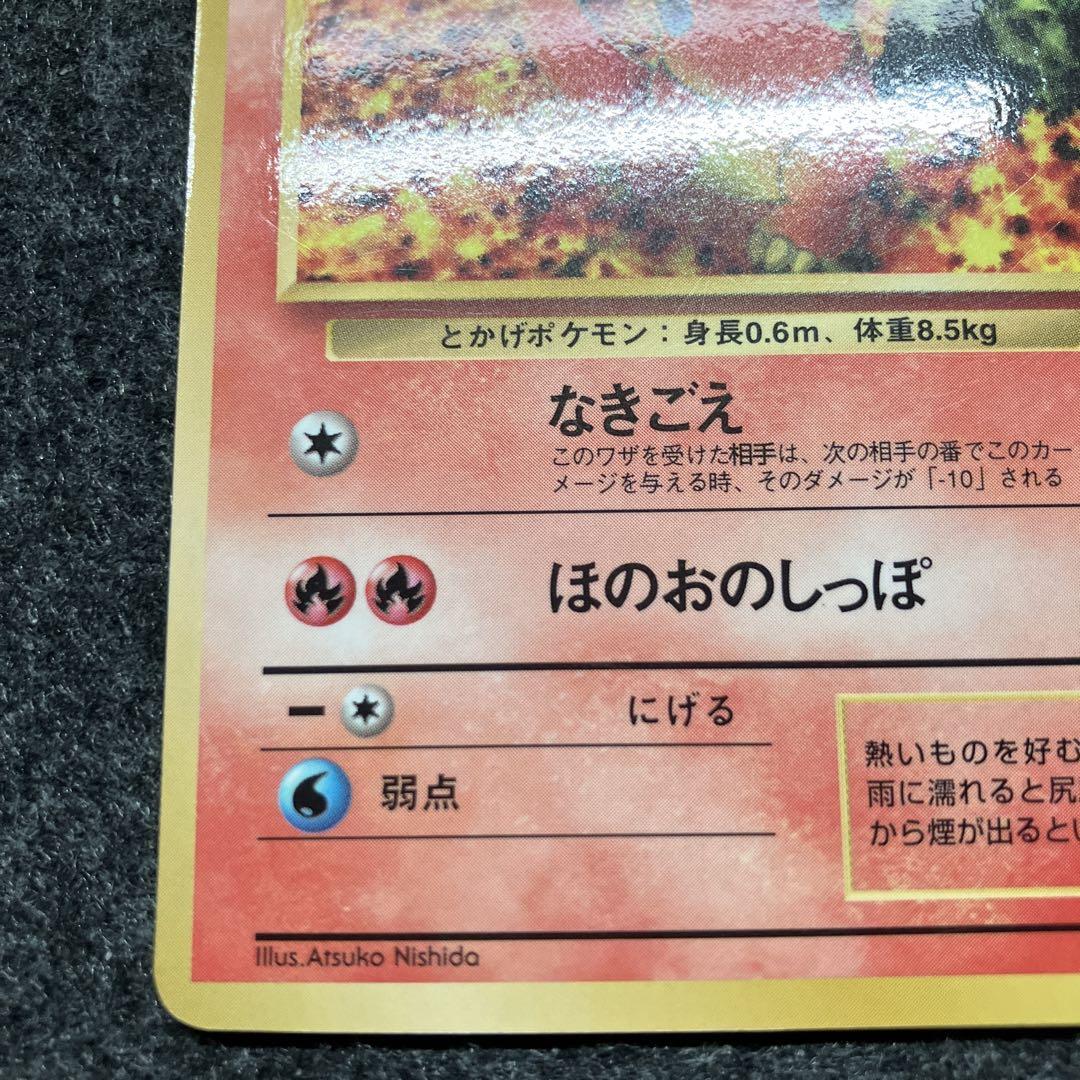 とかげポケモン：身長0.6m、体重8.5kg
なきごえ
このワザを受けた相手は、次の相手の番でこのカー
メージを与える時、そのダメージが「-10」される
ほのおのしっぽ
ー にげる
弱点
熱いものを好む
雨に濡れると尻
から煙が出るとい
Illus.Atsuko Nishida